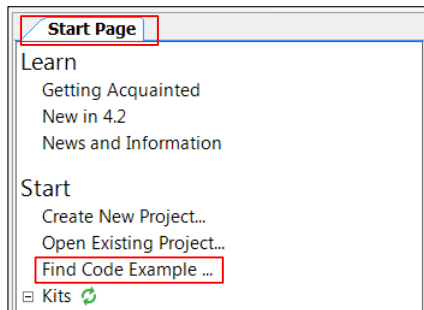 Start Page
Learn
Getting Acquainted
New in 4.2
News and Information
Start
Create New Project...
Open Existing Project...
Find Code Example ...
Kits